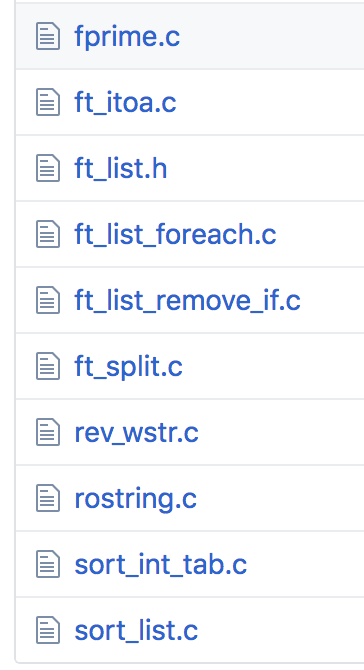 fprime.c
ft_itoa.c
ft_list.h
ft_list_foreach.c
ft_list_remove_if.c
ft_split.c
rev_wstr.c
rostring.c
sort_int_tab.c
sort_list.c